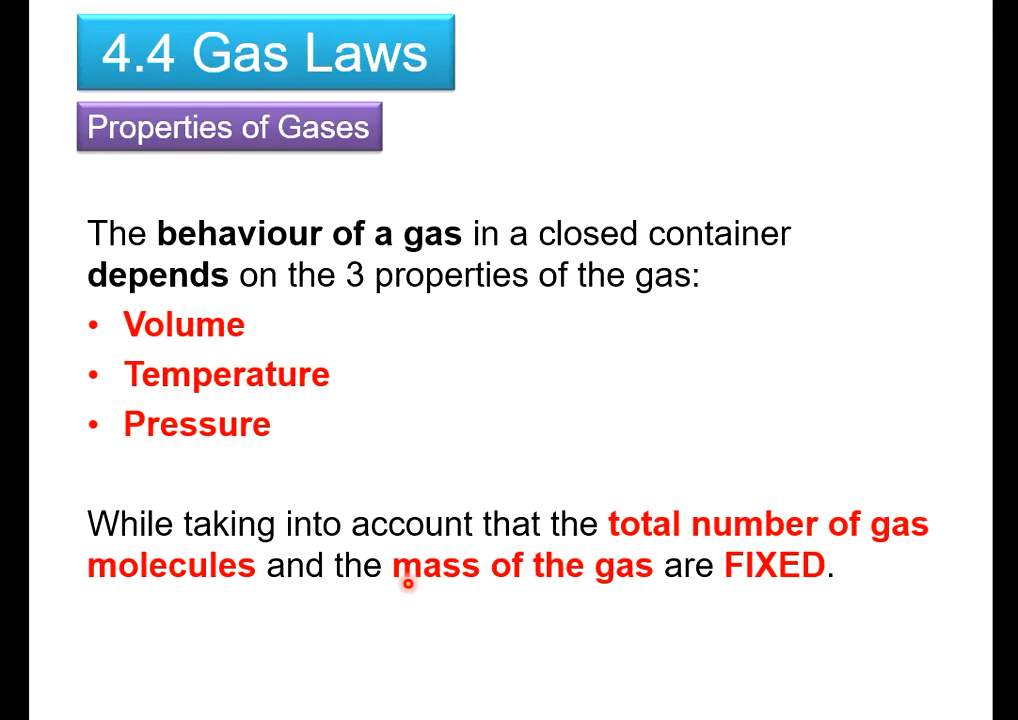 4.4 Gas Laws
Properties of Gases
The behaviour of a gas in a closed container
depends on the 3 properties of the gas:
• Volume
• Temperature
• Pressure
While taking into account that the total number of gas
molecules and the mass of the gas are FIXED.